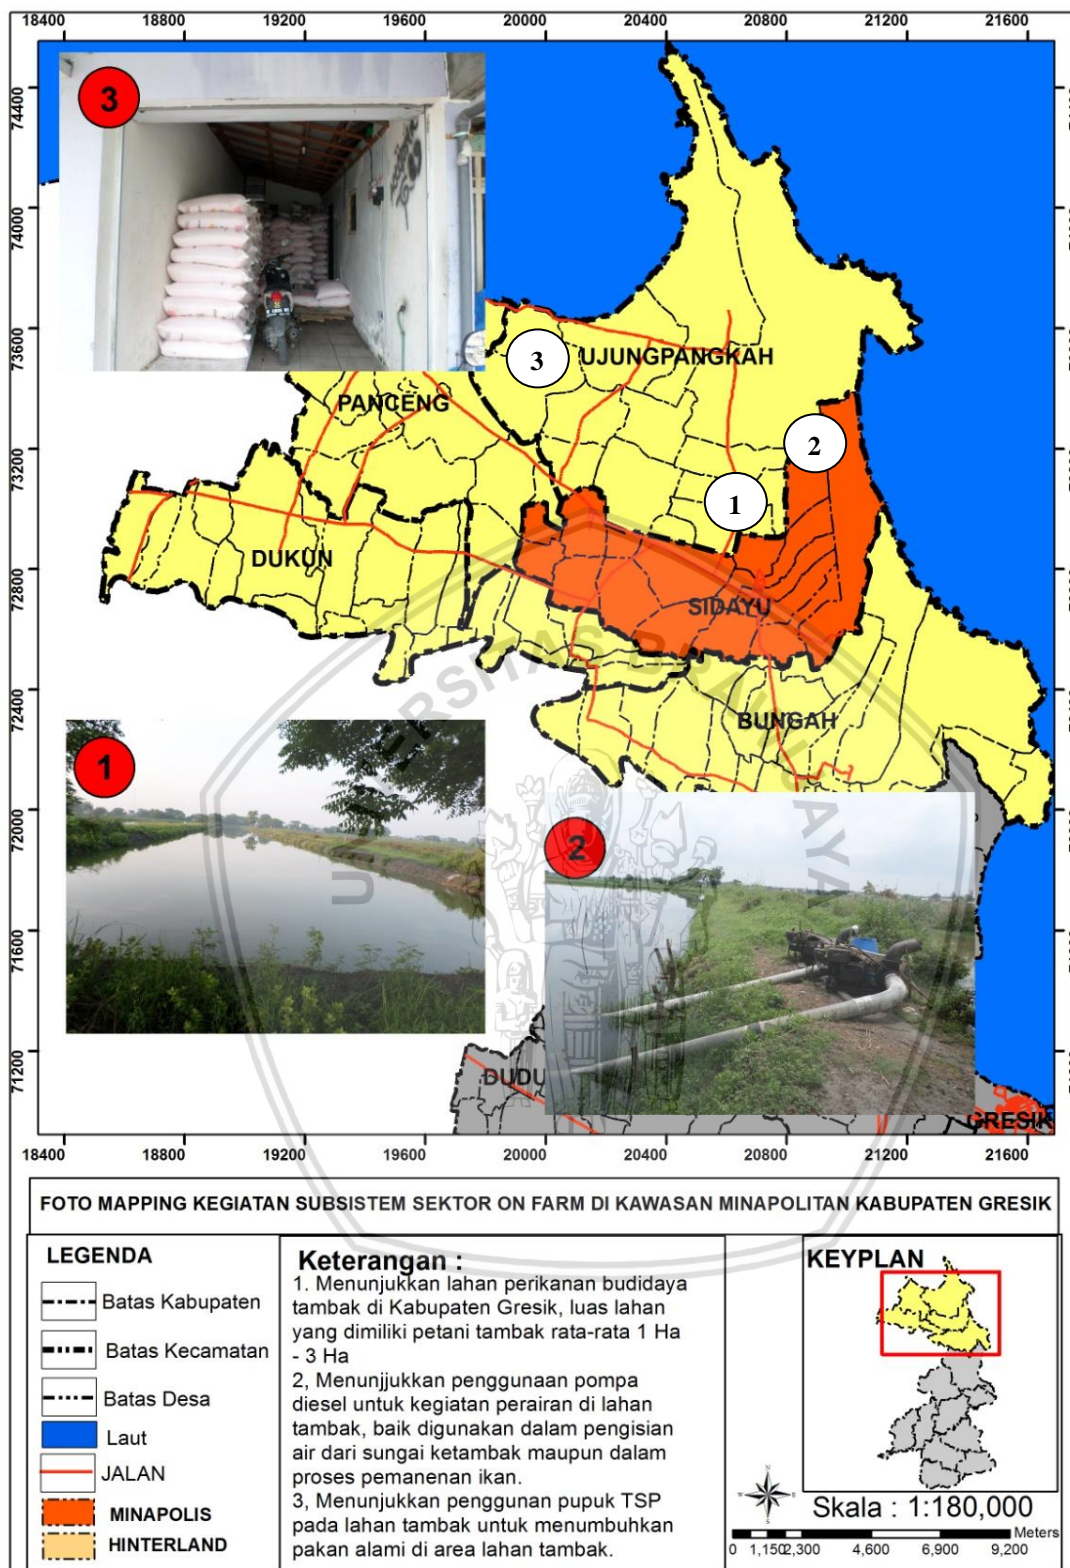 18400 18800 19200 19600 20000 20400 20800 21200 21600
74400
74000
73600
73200
72800
72400
72000
71600
71200
3
UJUNGPANGKAH
3
PANCENG
2
1
DUKUN
SIDAYU
BUNGAH
UNIVERSITAS BRAWIJAYA
1
2
DUDU
GRESIK
18400 18800 19200 19600 20000 20400 20800 21200 21600
FOTO MAPPING KEGIATAN SUBSISTEM SEKTOR ON FARM DI KAWASAN MINAPOLITAN KABUPATEN GRESIK
LEGENDA
Batas Kabupaten
Batas Kecamatan
Batas Desa
Laut
JALAN
MINAPOLIS
HINTERLAND
Keterangan :
1. Menunjukkan lahan perikanan budidaya
tambak di Kabupaten Gresik, luas lahan
yang dimiliki petani tambak rata-rata 1 Ha
- 3 Ha
2, Menunjjukkan penggunaan pompa
diesel untuk kegiatan perairan di lahan
tambak, baik digunakan dalam pengisian
air dari sungai ketambak maupun dalam
proses pemanenan ikan.
3, Menunjukkan penggunan pupuk TSP
pada lahan tambak untuk menumbuhkan
pakan alami di area lahan tambak.
KEYPLAN
N
W E
S
Skala : 1:180,000
Meters
0 1,150 2,300 4,600 6,900 9,200